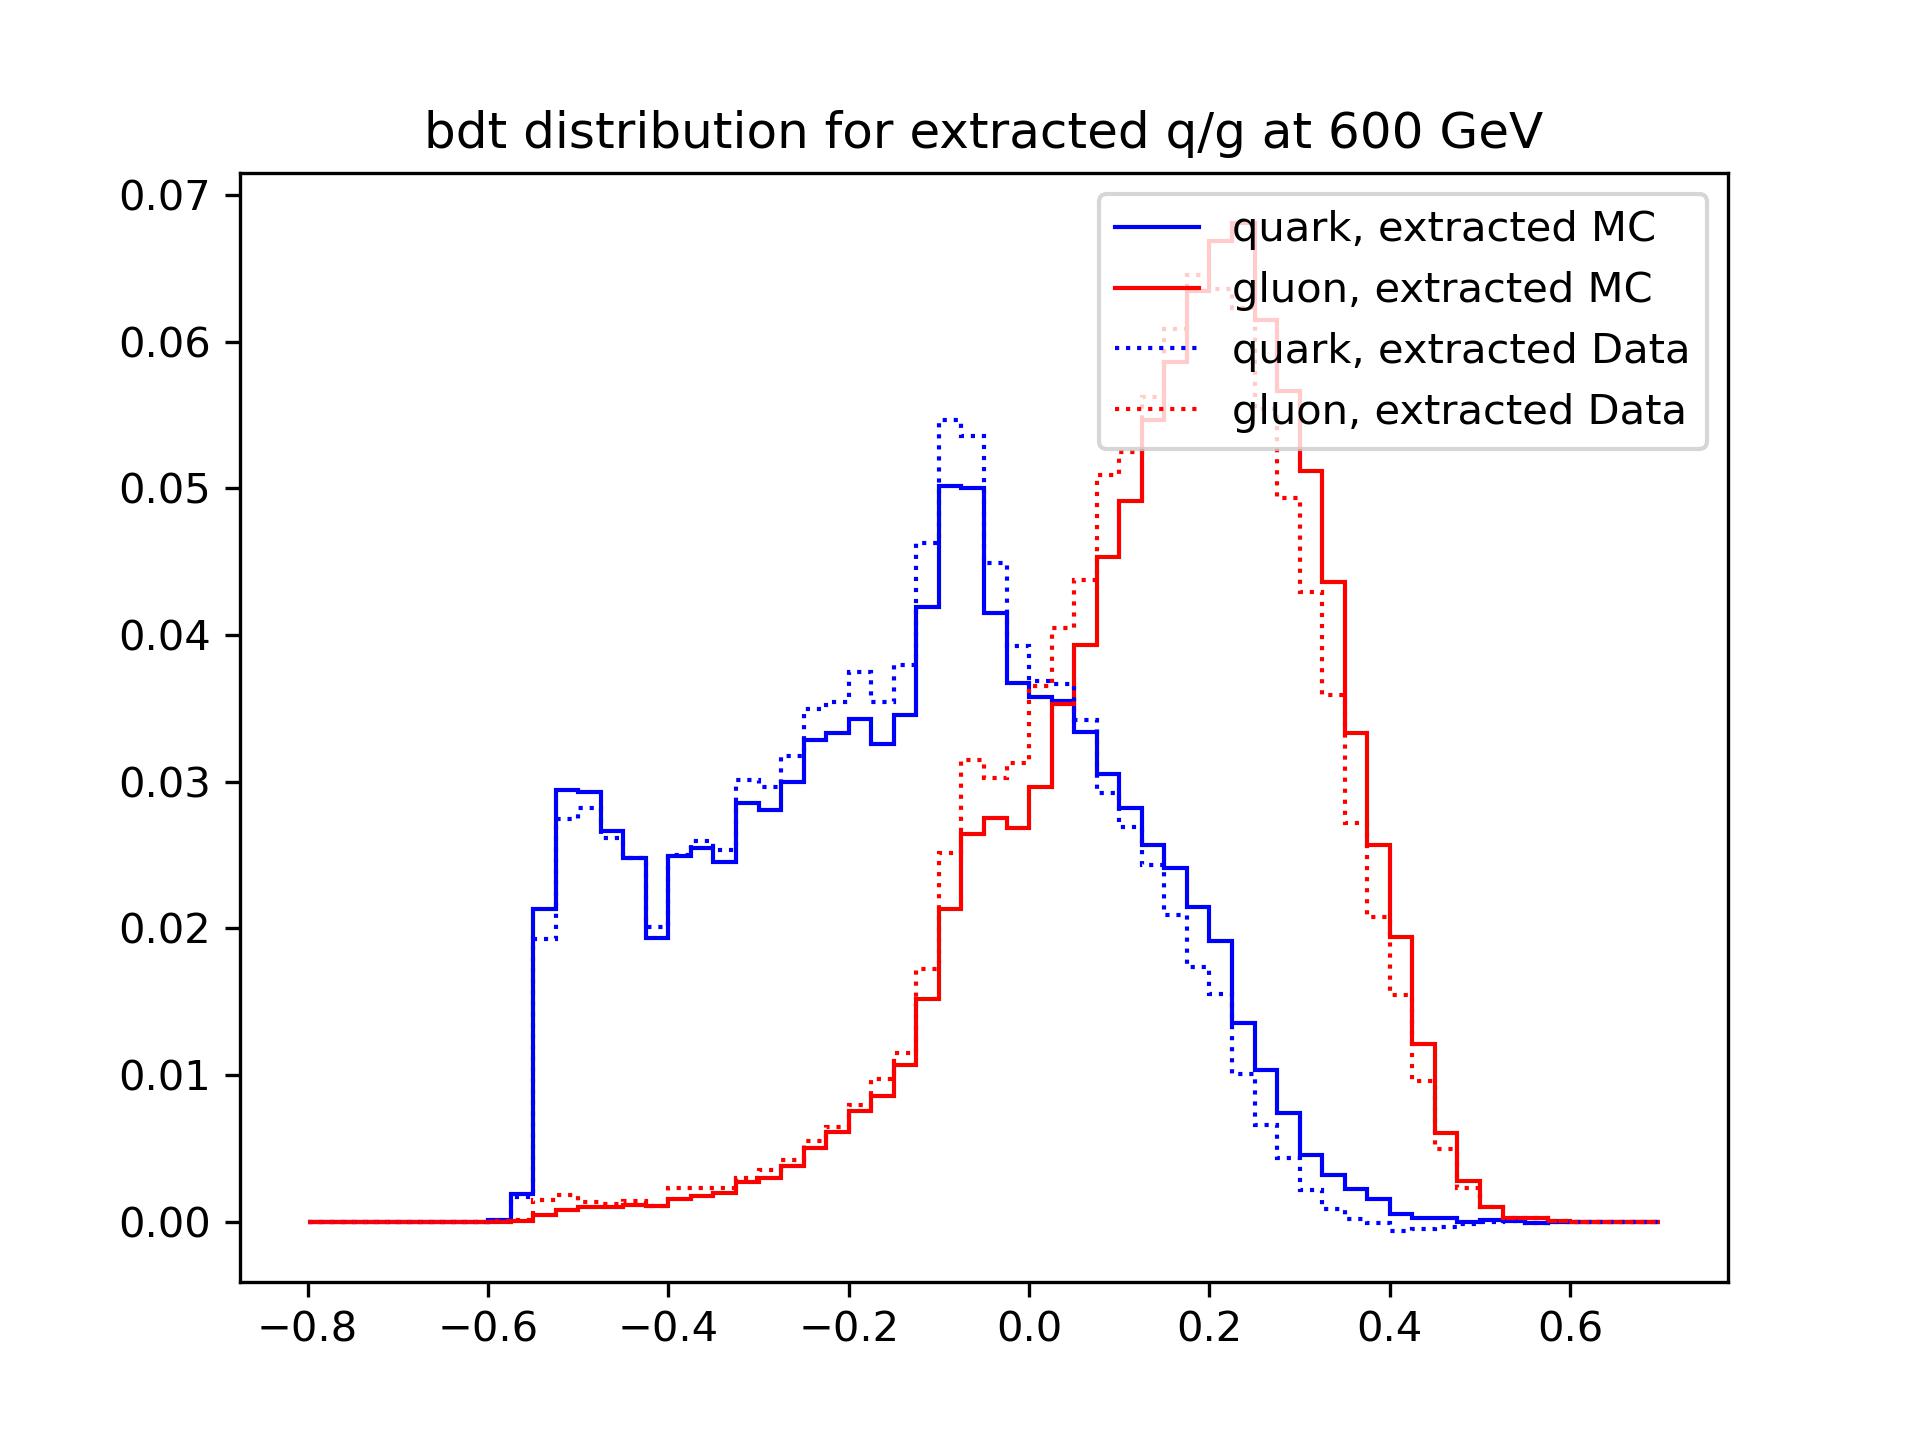 bdt distribution for extracted q/g at 600 GeV
0.07
0.06
0.05
0.04
0.03
0.02
0.01
0.00
quark, extracted MC
gluon, extracted MC
quark, extracted Data
gluon, extracted Data
−0.8 −0.6 −0.4 −0.2 0.0 0.2 0.4 0.6